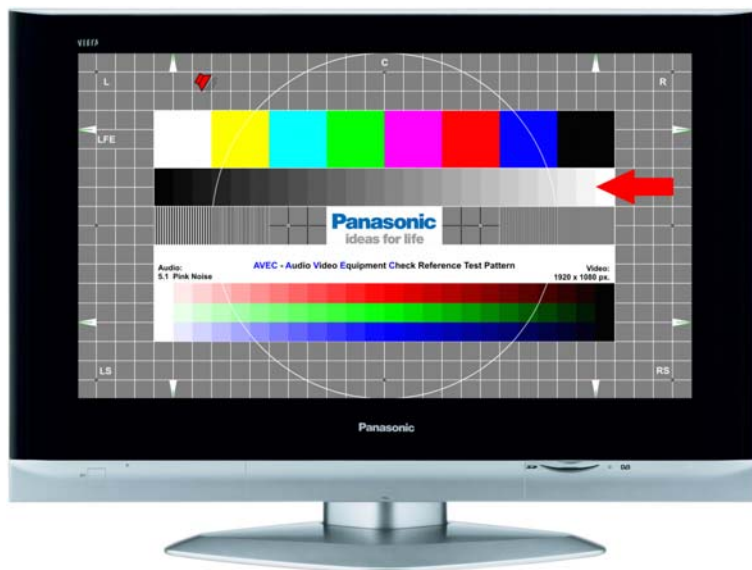 VIERA
L
C
R
LFE
Panasonic
ideas for life
Audio:
5.1 Pink Noise
AVEC - Audio Video Equipment Check Reference Test Pattern
Video:
1920 x 1080 px.
LS
RS
Panasonic